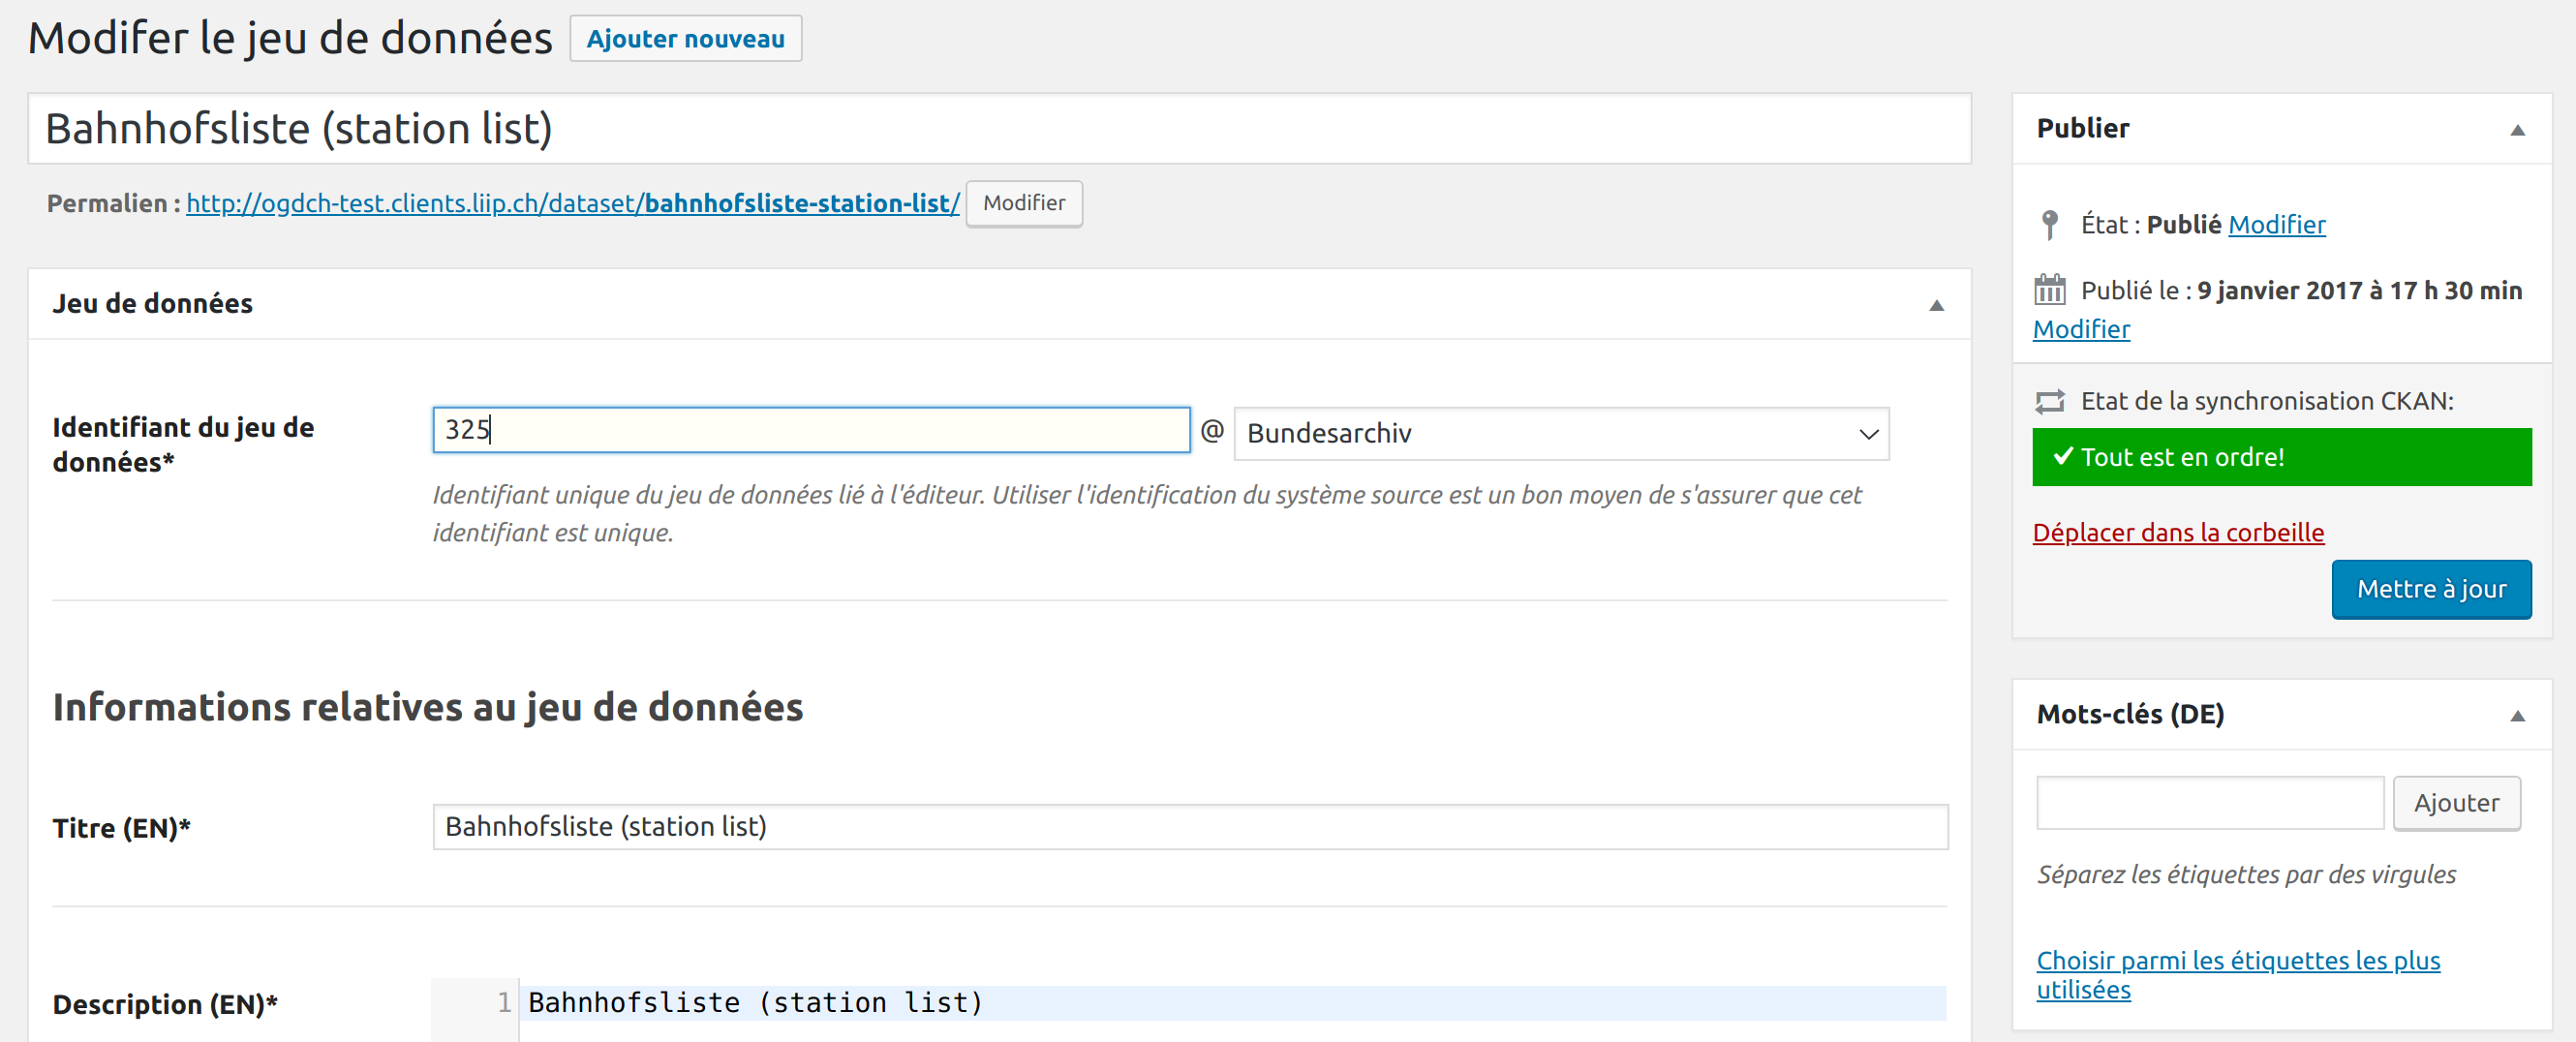 Modifer le jeu de données Ajouter nouveau
Bahnhofsliste (station list)
Permalien : http://ogdch-test.clients.liip.ch/dataset/bahnhofsliste-station-list/ Modifier
Jeu de données
Identifiant du jeu de
données*
325 @ Bundesarchiv
Identifiant unique du jeu de données lié à l'éditeur. Utiliser l'identification du système source est un bon moyen de s'assurer que cet
identifiant est unique.
Informations relatives au jeu de données
Titre (EN)* Bahnhofsliste (station list)
Description (EN)* 1 Bahnhofsliste (station list)
Publier
État : Publié Modifier
Publié le : 9 janvier 2017 à 17 h 30 min
Modifier
Etat de la synchronisation CKAN:
Tout est en ordre!
Déplacer dans la corbeille
Mettre à jour
Mots-clés (DE)
Ajouter
Séparez les étiquettes par des virgules
Choisir parmi les étiquettes les plus
utilisées